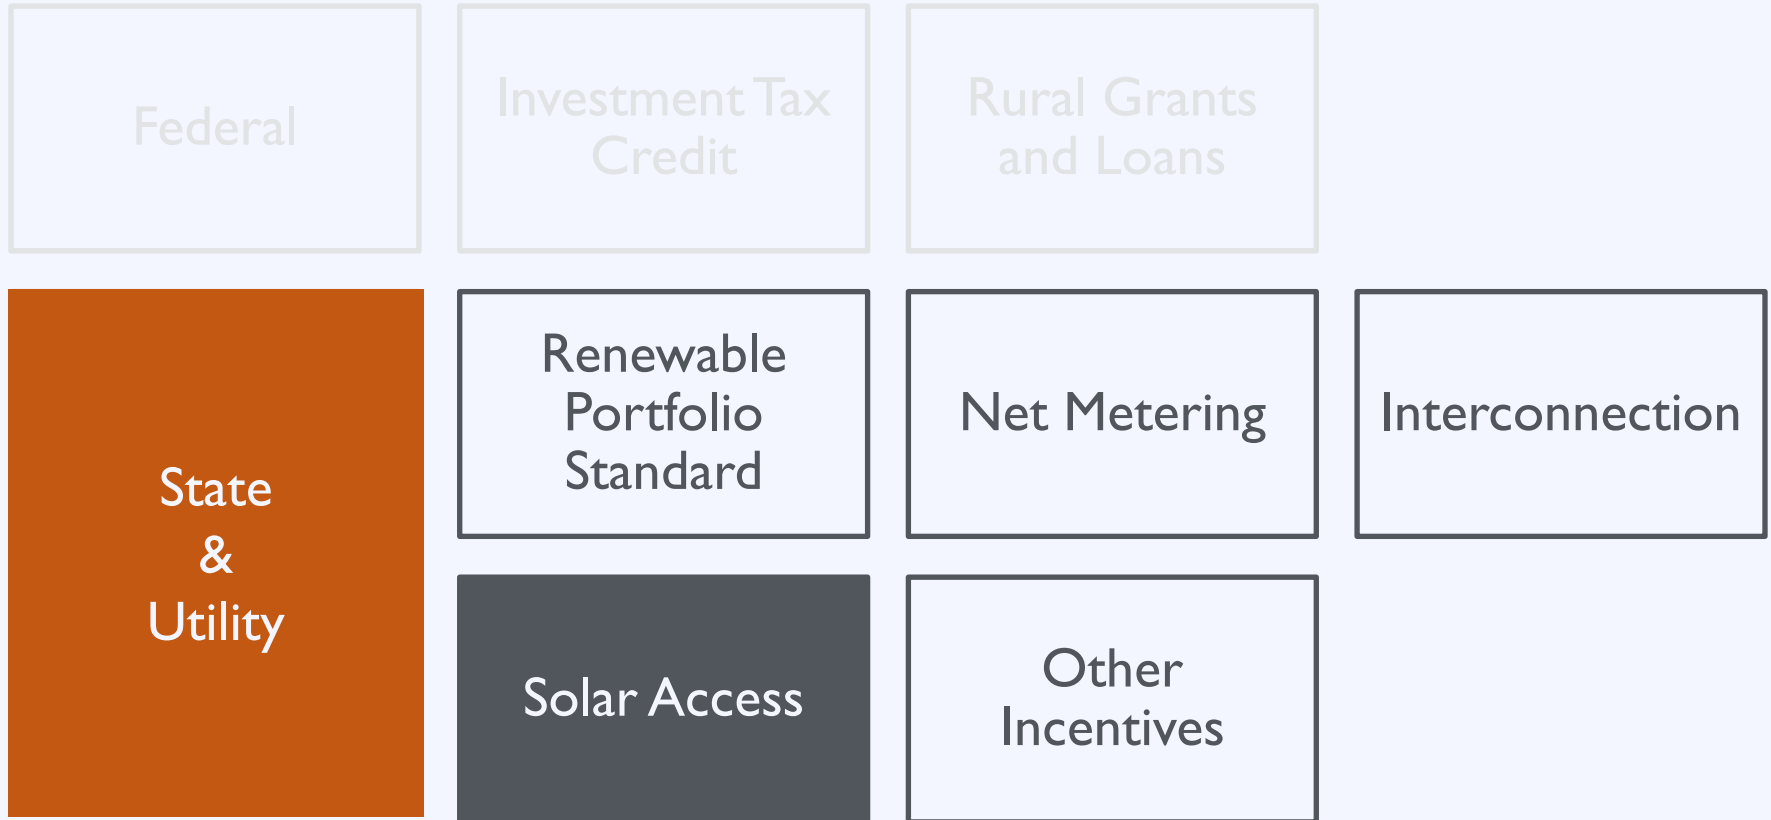 Federal
Investment Tax
Credit
Rural Grants
and Loans
State
&
Utility
Renewable
Portfolio
Standard
Net Metering
Interconnection
Solar Access
Other
Incentives